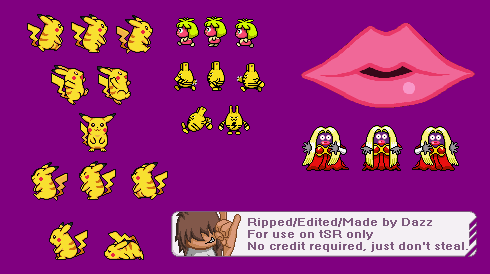 Ripped/Edited/Made by Dazz
For use on tSR only
No credit required, just don't steal.